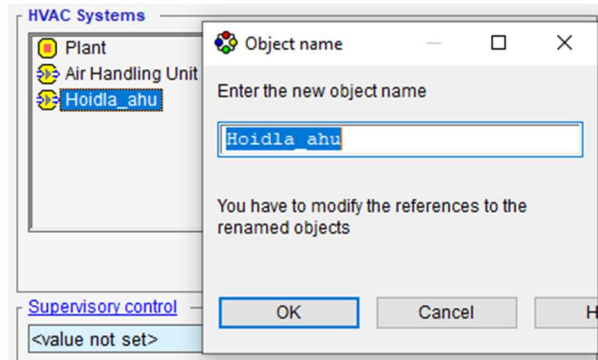 HVAC Systems
Plant
Air Handling Unit
Hoidla_ahu
Object name
Enter the new object name
Hoidla_ahu
You have to modify the references to the
renamed objects
OK
Cancel
H
Supervisory control
<value not set>